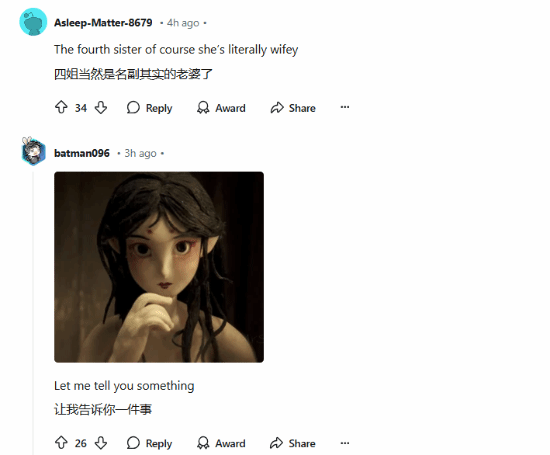 Asleep-Matter-8679 • 4h ago •
The fourth sister of course she's literally wifey
四姐当然是名副其实的老婆了
34 Reply Award Share ···
batman096 • 3h ago •
Let me tell you something
让我告诉你一件事
26 Reply Award Share ···